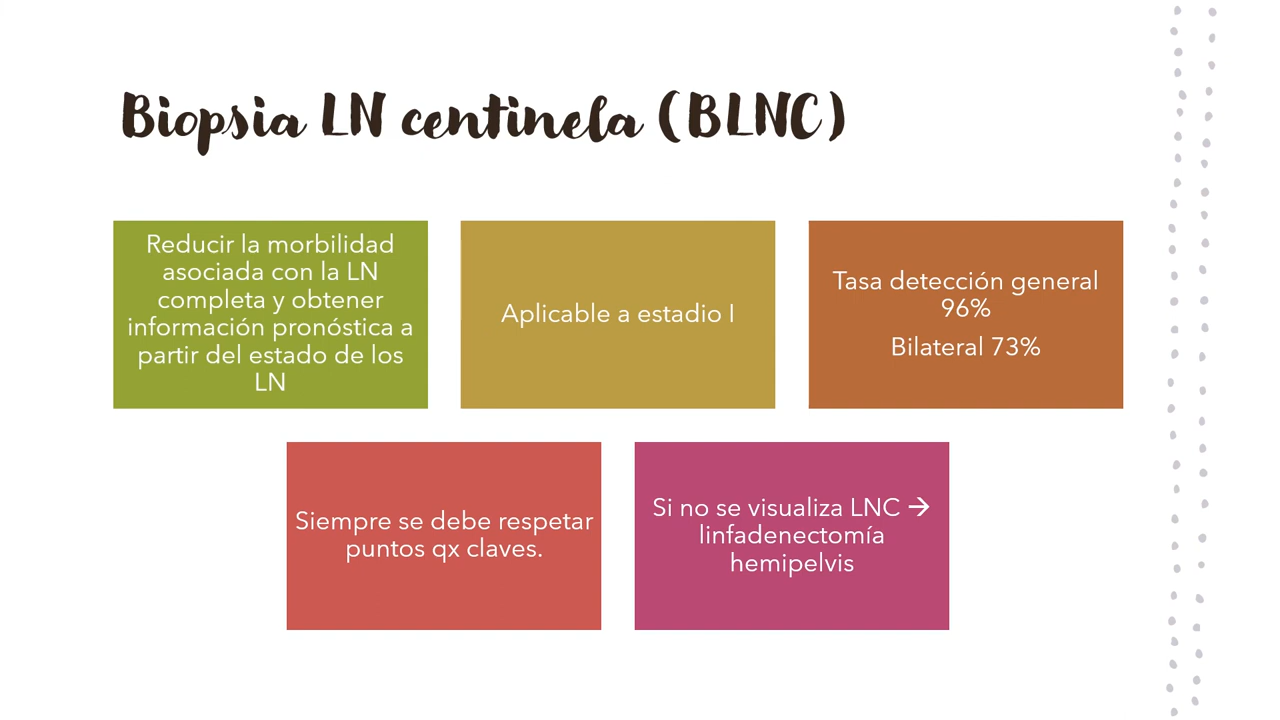 Biopsia LN centinela (BLNC)
Reducir la morbilidad
asociada con la LN
completa y obtener
información pronóstica a
partir del estado de los
LN
Aplicable a estadio I
Tasa detección general
96%
Bilateral 73%
Siempre se debe respetar
puntos qx claves.
Si no se visualiza LNC →
linfadenectomía
hemipelvis